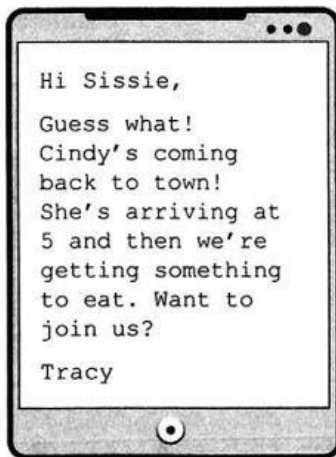 Hi Sissie,
Guess what!
Cindy's coming
back to town!
She's arriving at
5 and then we're
getting something
to eat. Want to
join us?
Tracy